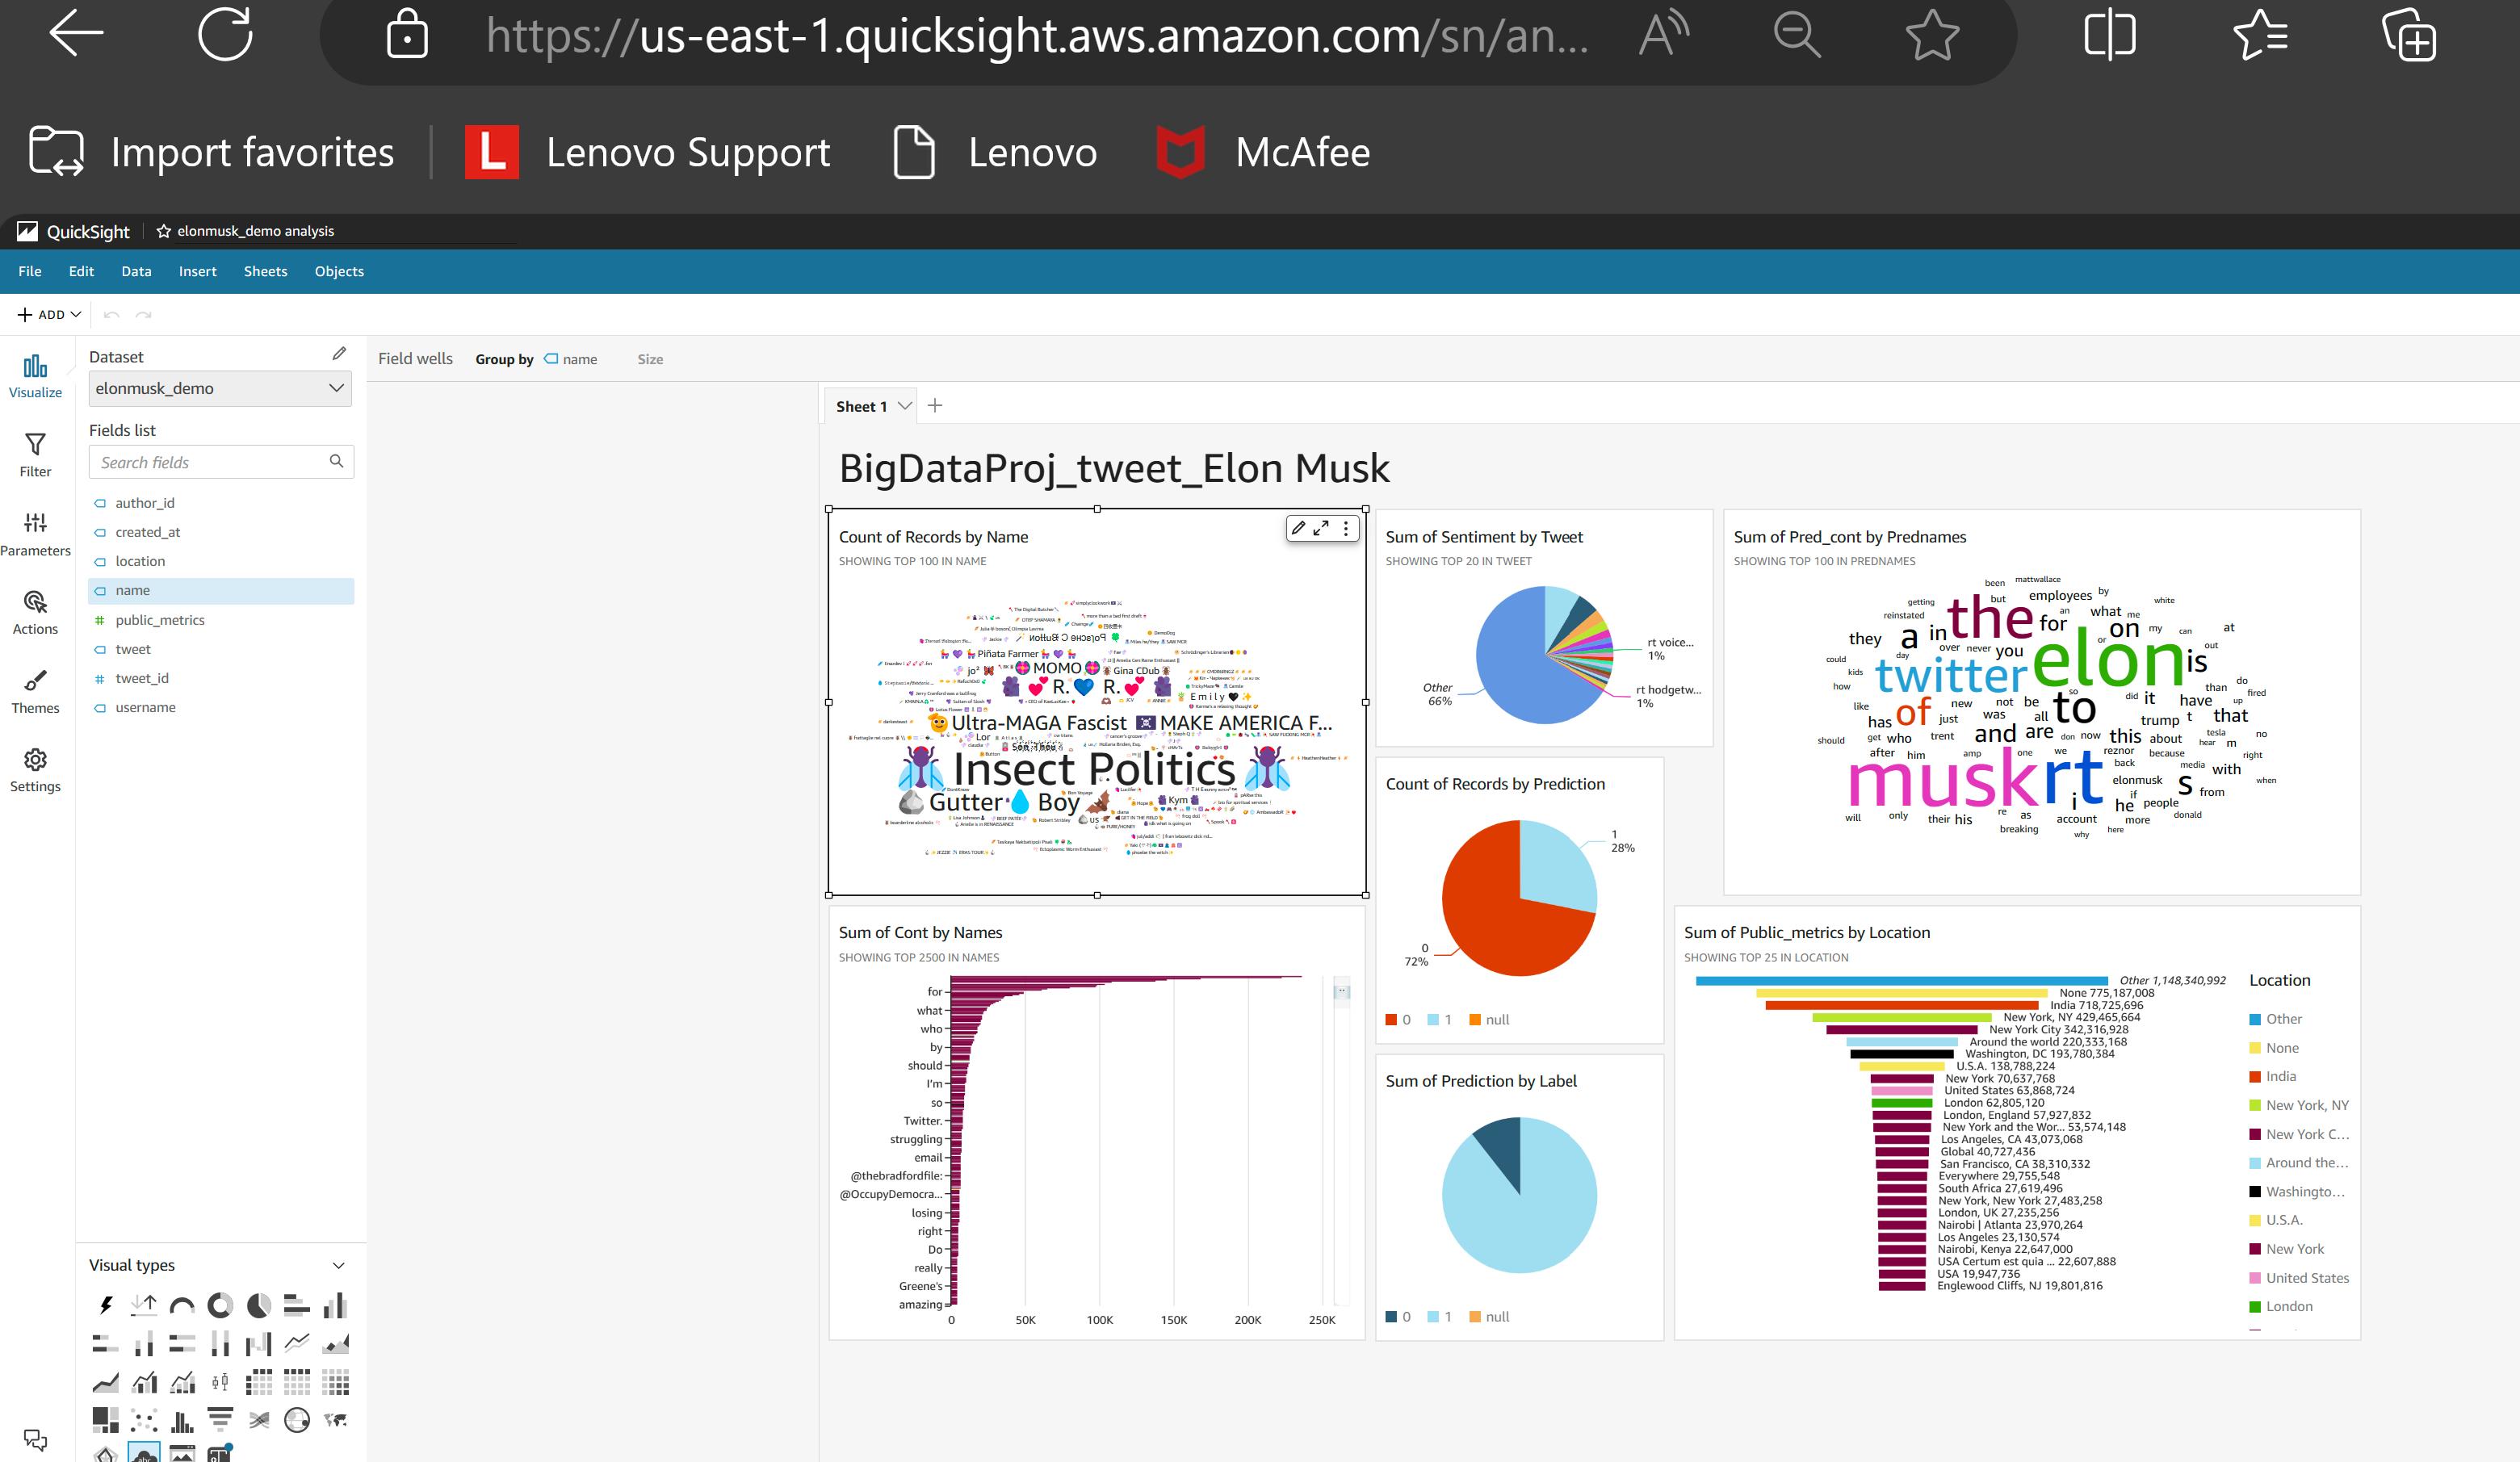 https://us-east-1.quicksight.aws.amazon.com/sn/an...
Import favorites
Lenovo Support
Lenovo
McAfee
QuickSight
elonmusk_demo analysis
File Edit Data Insert Sheets Objects
ADD
Visualize
Filter
Parameters
Actions
Themes
Settings
Dataset
elonmusk_demo
Fields list
Search fields
author_id
created_at
location
name
public_metrics
tweet
tweet_id
username
Visual types
Field wells Group by name Size
Sheet 1
BigDataProj_tweet_Elon Musk
Count of Records by Name
SHOWING TOP 100 IN NAME
The Digital Butcher
more than a bad first draft
Piñata Farmer
MOMO
Gina CDub
jo²
R. R.
Ultra-MAGA Fascist
MAKE AMERICA F...
Lor
Insect Politics
Gutter Boy
Kym
Emily
Sum of Sentiment by Tweet
SHOWING TOP 20 IN TWEET
rt voice...
1%
rt hodgetw...
1%
Other
66%
Sum of Pred_cont by Prednames
SHOWING TOP 100 IN PREDNAMES
been mattwallace
getting but employees by
an white
reinstated the for what me
they a in on my can at
or
day over never you out
could
kids twitter elon is
how so than do
did it have fired
like of new not be to up
has just was all trump t that
should get who trent and are don now this about tesla no
hear m
after him amp one we reznor because right
back media with
musk rt elonmusk s when
i if from
he people
will only their his re as account more donald
breaking why here
Count of Records by Prediction
1
28%
0
72%
0 1 null
Sum of Cont by Names
SHOWING TOP 2500 IN NAMES
for
what
who
by
should
I'm
so
Twitter.
struggling
email
@thebradfordfile:
@OccupyDemocra...
losing
right
Do
really
Greene's
amazing
0 50K 100K 150K 200K 250K
Sum of Prediction by Label
0 1 null
Sum of Public_metrics by Location
SHOWING TOP 25 IN LOCATION
Other 1,148,340,992
None 775,187,008
India 718,725,696
New York, NY 429,465,664
New York City 342,316,928
Around the world 220,333,168
Washington, DC 193,780,384
U.S.A. 138,788,224
New York 70,637,768
United States 63,868,724
London 62,805,120
London, England 57,927,832
New York and the Wor... 53,574,148
Los Angeles, CA 43,073,068
Global 40,727,436
San Francisco, CA 38,310,332
Everywhere 29,755,548
South Africa 27,619,496
New York, New York 27,483,258
London, UK 27,235,256
Nairobi | Atlanta 23,970,264
Los Angeles 23,130,574
Nairobi, Kenya 22,647,000
USA Certum est quia ... 22,607,888
USA 19,947,736
Englewood Cliffs, NJ 19,801,816
Location
Other
None
India
New York, NY
New York C...
Around the...
Washingto...
U.S.A.
New York
United States
London